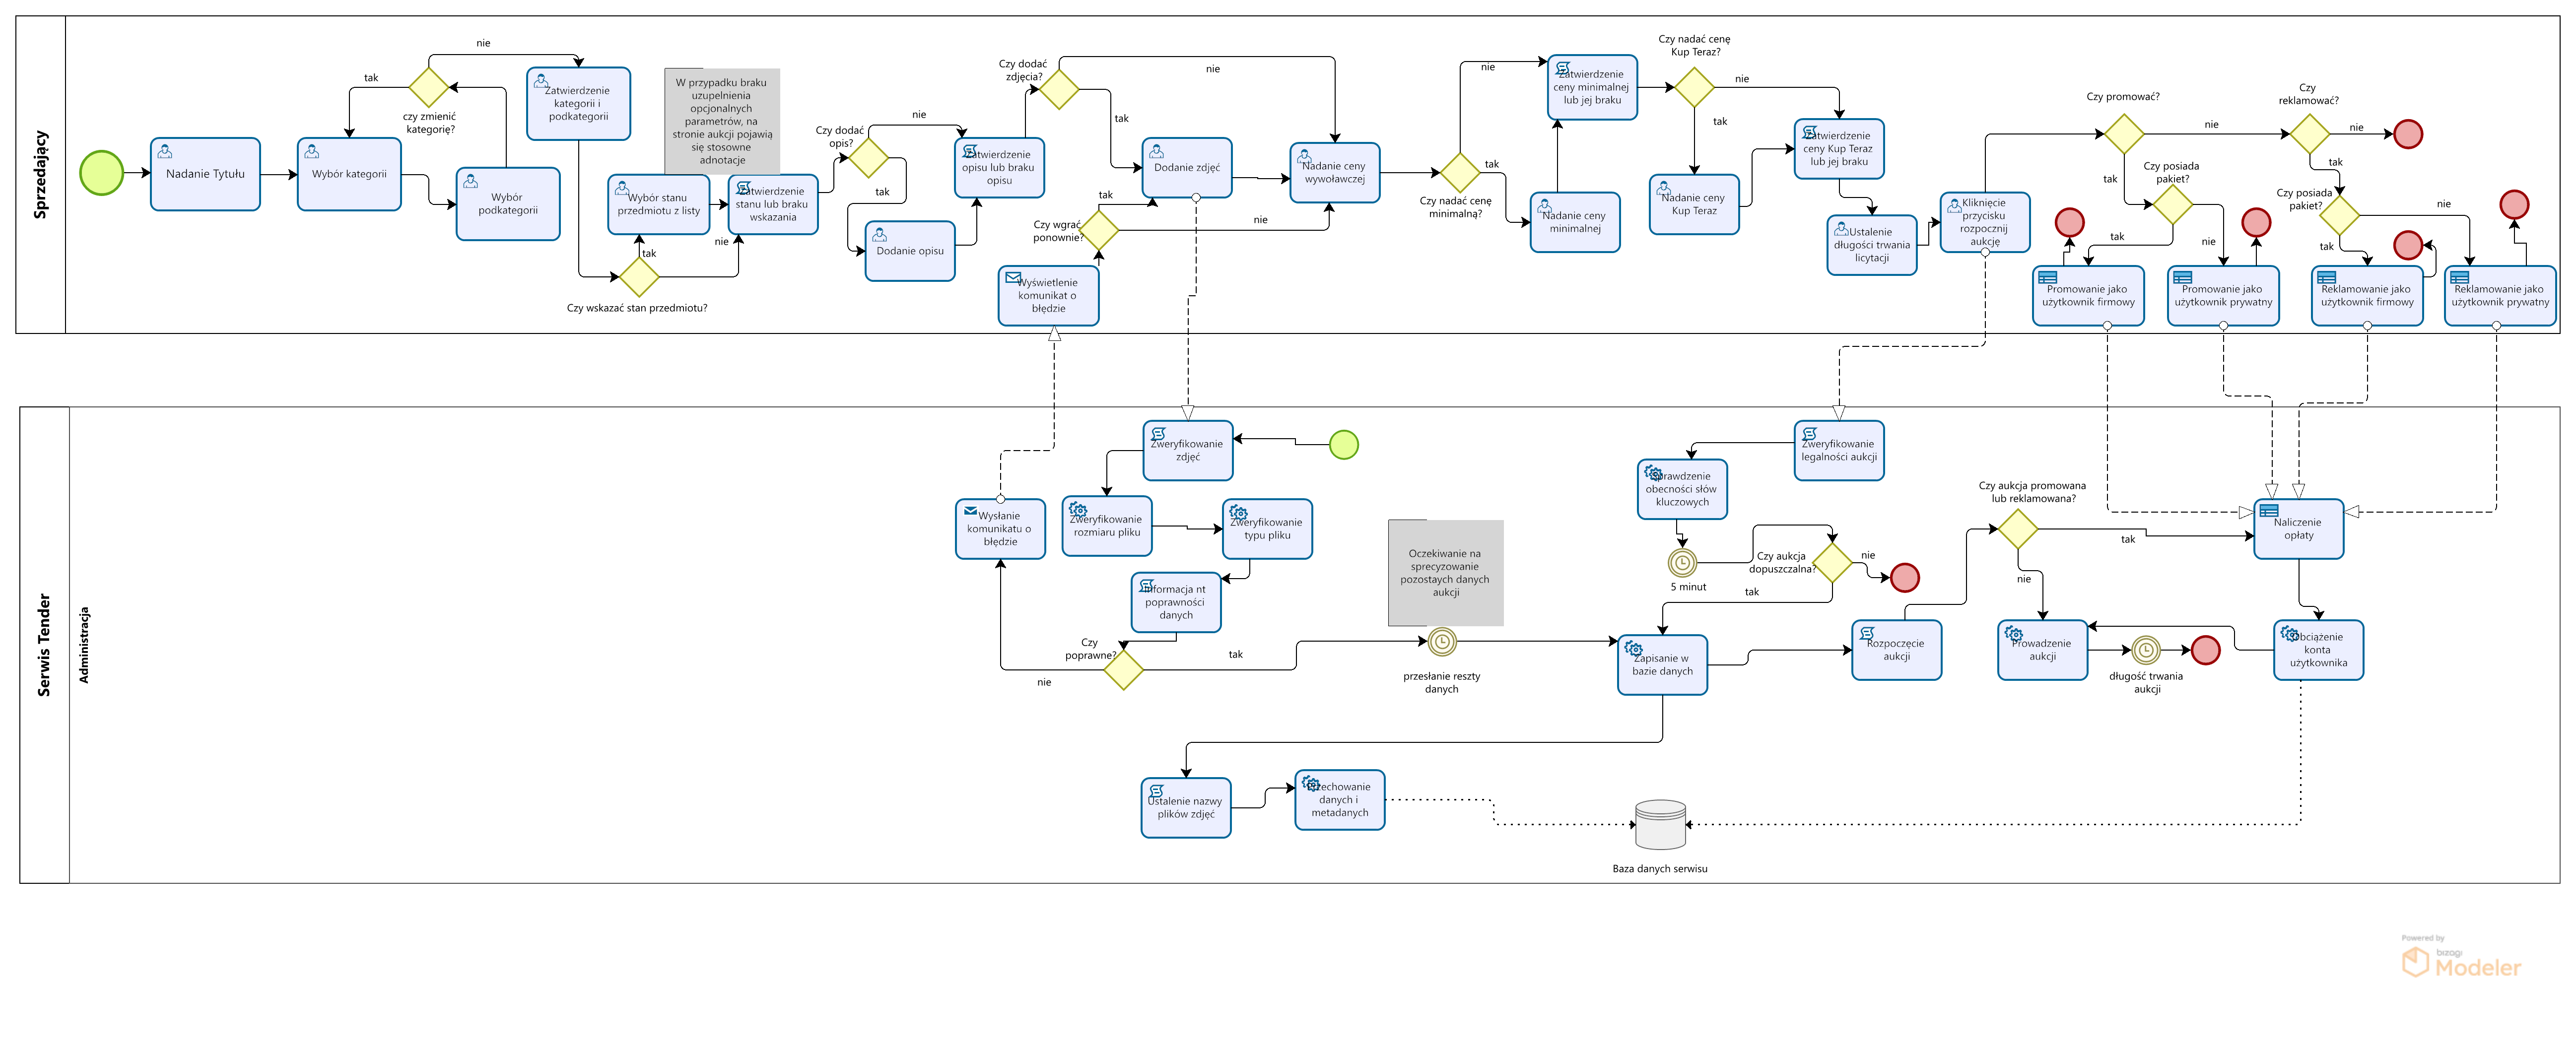 Sprzedający
Nadanie Tytułu
Wybór kategorii
tak
nie
czy zmienić
kategorię?
Wybór
podkategorii
Zatwierdzenie
kategorii i
podkategorii
W przypadku braku
uzupelnienia
opcjonalnych
parametrów, na
stronie aukcji pojawią
się stosowne
adnotacje
Czy wskazać stan przedmiotu?
tak
nie
Wybór stanu
przedmiotu z listy
Zatwierdzenie
stanu lub braku
wskazania
Czy dodać
opis?
nie
tak
Dodanie opisu
Zatwierdzenie
opisu lub braku
opisu
Czy dodać
zdjęcia?
nie
tak
Dodanie zdjęć
Czy wgrać
ponownie?
tak
nie
Wyświetlenie
komunikat o
błędzie
Nadanie ceny
wywoławczej
Czy nadać cenę
minimalną?
nie
tak
Nadanie ceny
minimalnej
Zatwierdzenie
ceny minimalnej
lub jej braku
Czy nadać cenę
Kup Teraz?
nie
tak
Nadanie ceny
Kup Teraz
Zatwierdzenie
ceny Kup Teraz
lub jej braku
Ustalenie
długości trwania
licytacji
Kliknięcie
przycisku
rozpocznij
aukcję
Czy promować?
nie
tak
Czy posiada
pakiet?
tak
nie
Promowanie jako
użytkownik firmowy
Promowanie jako
użytkownik prywatny
Czy
reklamować?
nie
tak
Czy posiada
pakiet?
nie
tak
Reklamowanie jako
użytkownik firmowy
Reklamowanie jako
użytkownik prywatny
Serwis Tender
Administracja
Zweryfikowanie
zdjęć
Zweryfikowanie
rozmiaru pliku
Zweryfikowanie
typu pliku
Informacja nt
poprawności
danych
Czy
poprawne?
nie
tak
Wysłanie
komunikatu o
błędzie
Oczekiwanie na
sprecyzowanie
pozostaych danych
aukcji
przesłanie reszty
danych
Zweryfikowanie
legalności aukcji
Sprawdzenie
obecności słów
kluczowych
5 minut
Czy aukcja
dopuszczalna?
nie
tak
Zapisanie w
bazie danych
Rozpoczęcie
aukcji
Czy aukcja promowana
lub reklamowana?
tak
nie
Naliczenie
opłaty
Obciążenie
konta
użytkownika
Prowadzenie
aukcji
długość trwania
aukcji
Ustalenie nazwy
plików zdjęć
Przechowanie
danych i
metadanych
Baza danych serwisu
Powered by
bizagi
Modeler